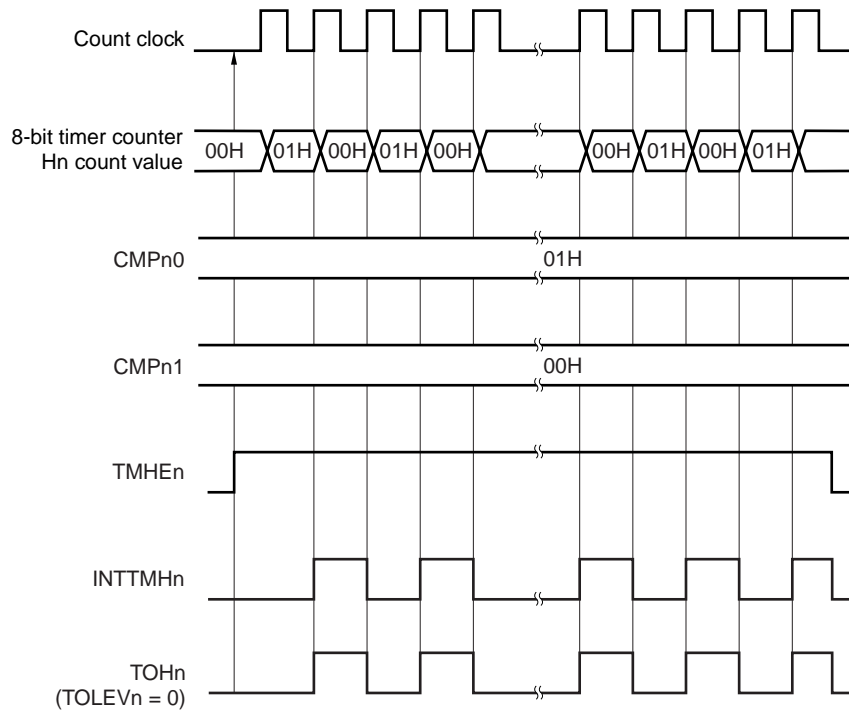 Count clock
8-bit timer counter
Hn count value
00H 01H 00H 01H 00H 00H 01H 00H 01H
CMPn0
01H
CMPn1
00H
TMHEn
INTTMHn
TOHn
(TOLEVn = 0)